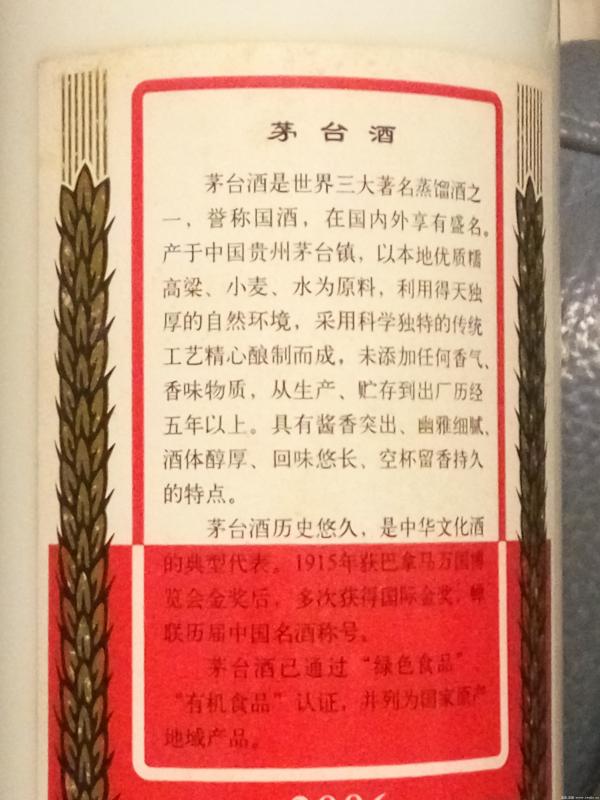 茅台酒
茅台酒是世界三大著名蒸馏酒之
一，誉称国酒，在国内外享有盛名。
产于中国贵州茅台镇，以本地优质糯
高粱、小麦、水为原料，利用得天独
厚的自然环境，采用科学独特的传统
工艺精心酿制而成，未添加任何香气、
香味物质，从生产、贮存到出厂历经
五年以上。具有酱香突出、幽雅细腻、
酒体醇厚、回味悠长、空杯留香持久
的特点。
茅台酒历史悠久，是中华文化酒
的典型代表。1915年获巴拿马万国博
览会金奖后，多次获得国际金奖，蝉
联历届中国名酒称号。
茅台酒已通过“绿色食品”、
“有机食品”认证，并列为国家原产
地域产品。